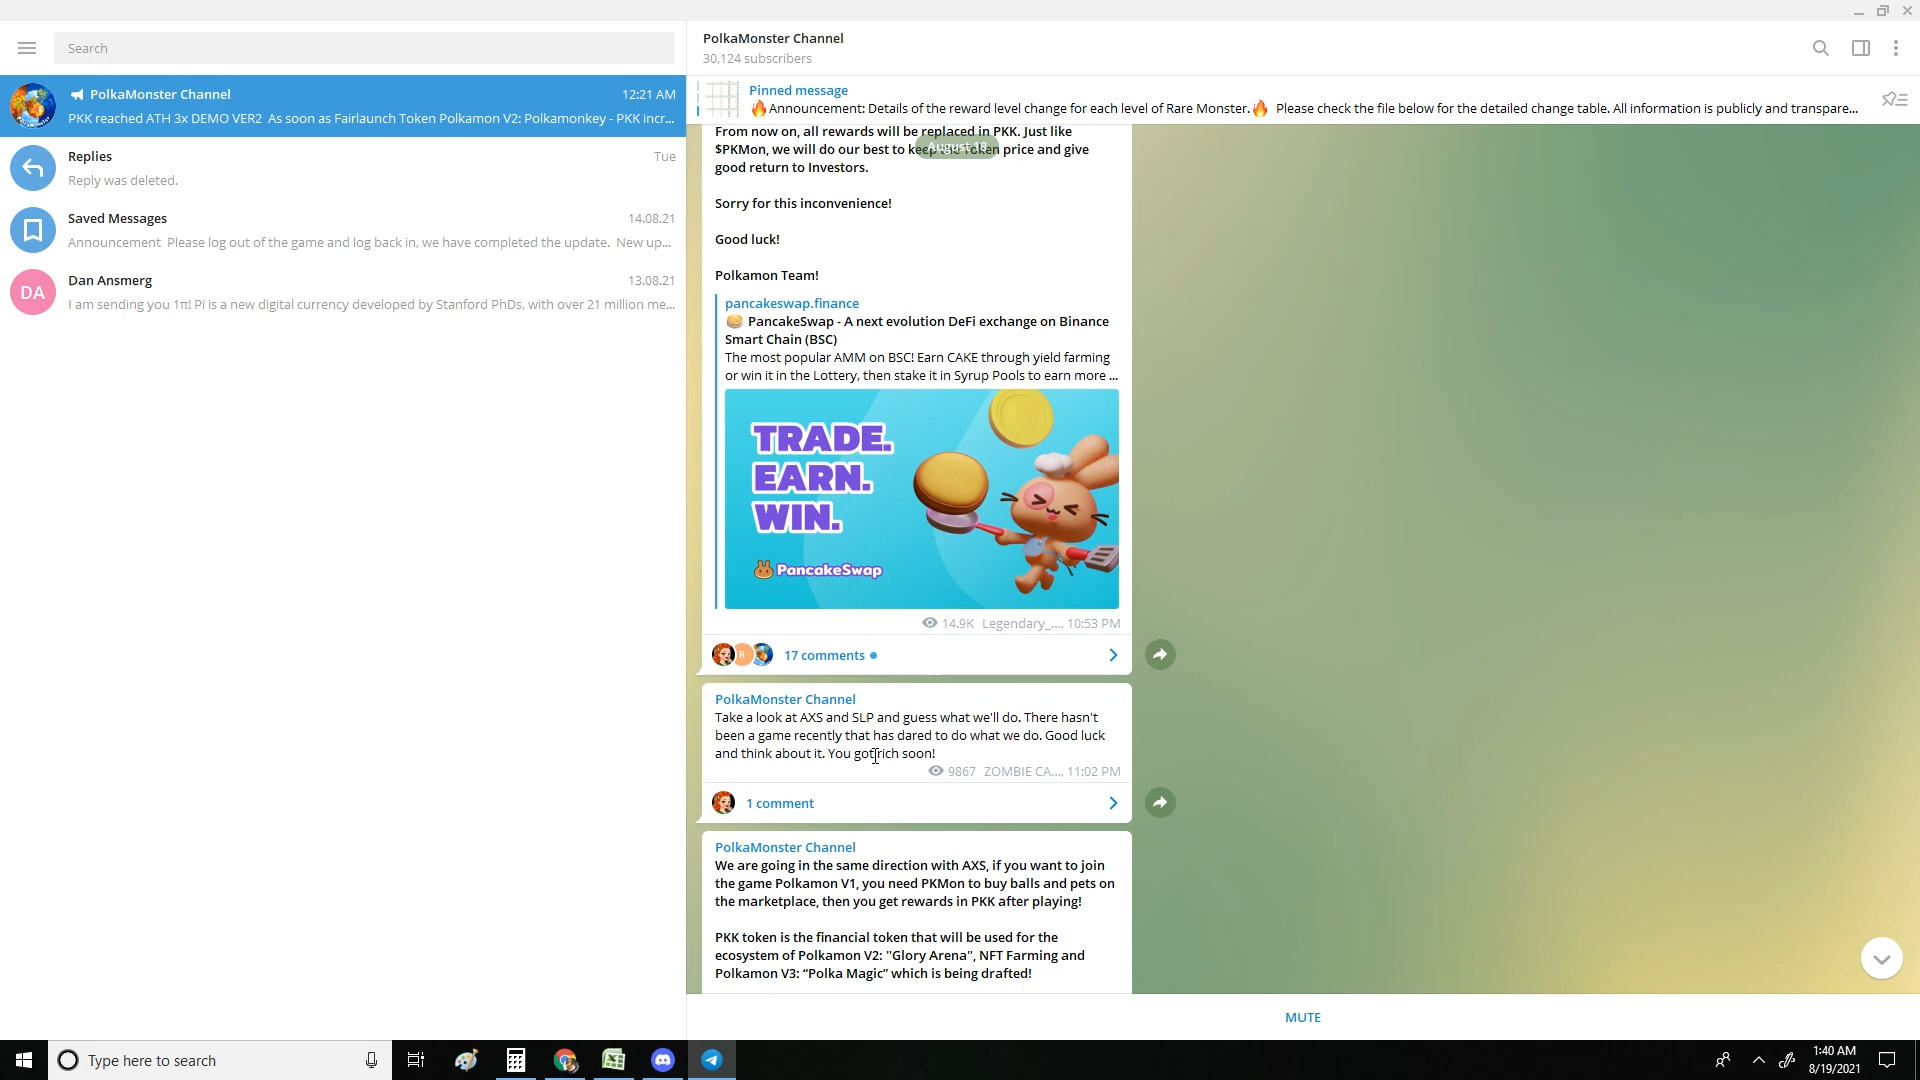 Search
PolkaMonster Channel
12:21 AM
PKK reached ATH 3x DEMO VER2 As soon as Fairlaunch Token Polkamon V2: Polkamonkey - PKK incr...
Replies
Tue
Reply was deleted.
Saved Messages
14.08.21
Announcement Please log out of the game and log back in, we have completed the update. New up...
DA
Dan Ansmerg
13.08.21
I am sending you 1π! Pi is a new digital currency developed by Stanford PhDs, with over 21 million me...
PolkaMonster Channel
30,124 subscribers
Pinned message
🔥Announcement: Details of the reward level change for each level of Rare Monster.🔥 Please check the file below for the detailed change table. All information is publicly and transpare...
August 18
From now on, all rewards will be replaced in PKK. Just like
$PKMon, we will do our best to keep the Token price and give
good return to Investors.
Sorry for this inconvenience!
Good luck!
Polkamon Team!
pancakeswap.finance
🥞 PancakeSwap - A next evolution DeFi exchange on Binance
Smart Chain (BSC)
The most popular AMM on BSC! Earn CAKE through yield farming
or win it in the Lottery, then stake it in Syrup Pools to earn more ...
TRADE.
EARN.
WIN.
PancakeSwap
14.9K Legendary_..., 10:53 PM
R
17 comments
PolkaMonster Channel
Take a look at AXS and SLP and guess what we'll do. There hasn't
been a game recently that has dared to do what we do. Good luck
and think about it. You got rich soon!
9867 ZOMBIE CA..., 11:02 PM
1 comment
PolkaMonster Channel
We are going in the same direction with AXS, if you want to join
the game Polkamon V1, you need PKMon to buy balls and pets on
the marketplace, then you get rewards in PKK after playing!
PKK token is the financial token that will be used for the
ecosystem of Polkamon V2: "Glory Arena", NFT Farming and
Polkamon V3: “Polka Magic” which is being drafted!
MUTE
Type here to search
1:40 AM
8/19/2021